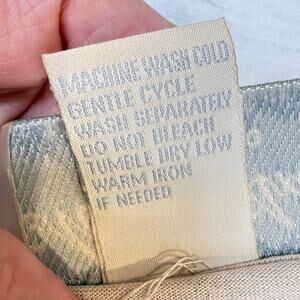 MACHINE WASH COLD
GENTLE CYCLE
WASH SEPARATELY
DO NOT BLEACH
TUMBLE DRY LOW
WARM IRON
IF NEEDED